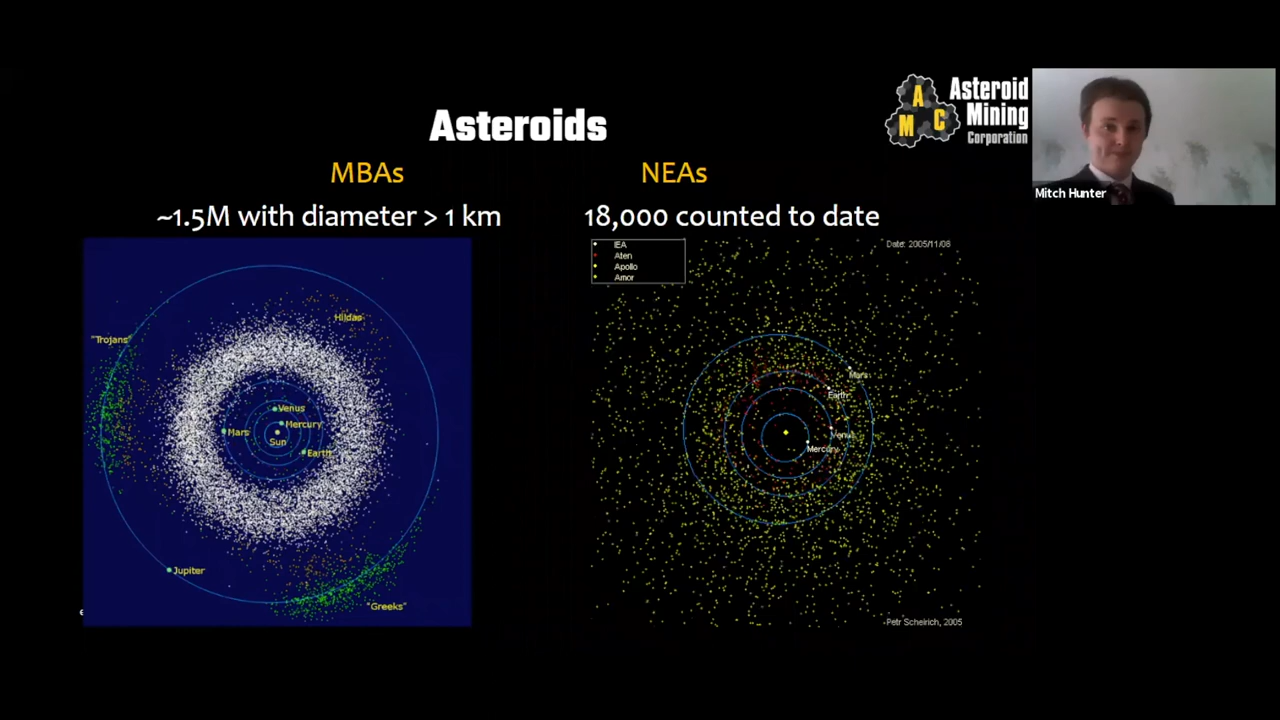 Asteroids
A
M C
Asteroid
Mining
Corporation
Mitch Hunter
MBAs
~1.5M with diameter > 1 km
NEAs
18,000 counted to date
"Trojans"
Hildas
Venus
Mercury
Mars
Sun
Earth
Jupiter
"Greeks"
IEA
Aten
Apollo
Amor
Date: 2005/11/06
Mars
Earth
Venus
Mercury
Petr Scheirich, 2005